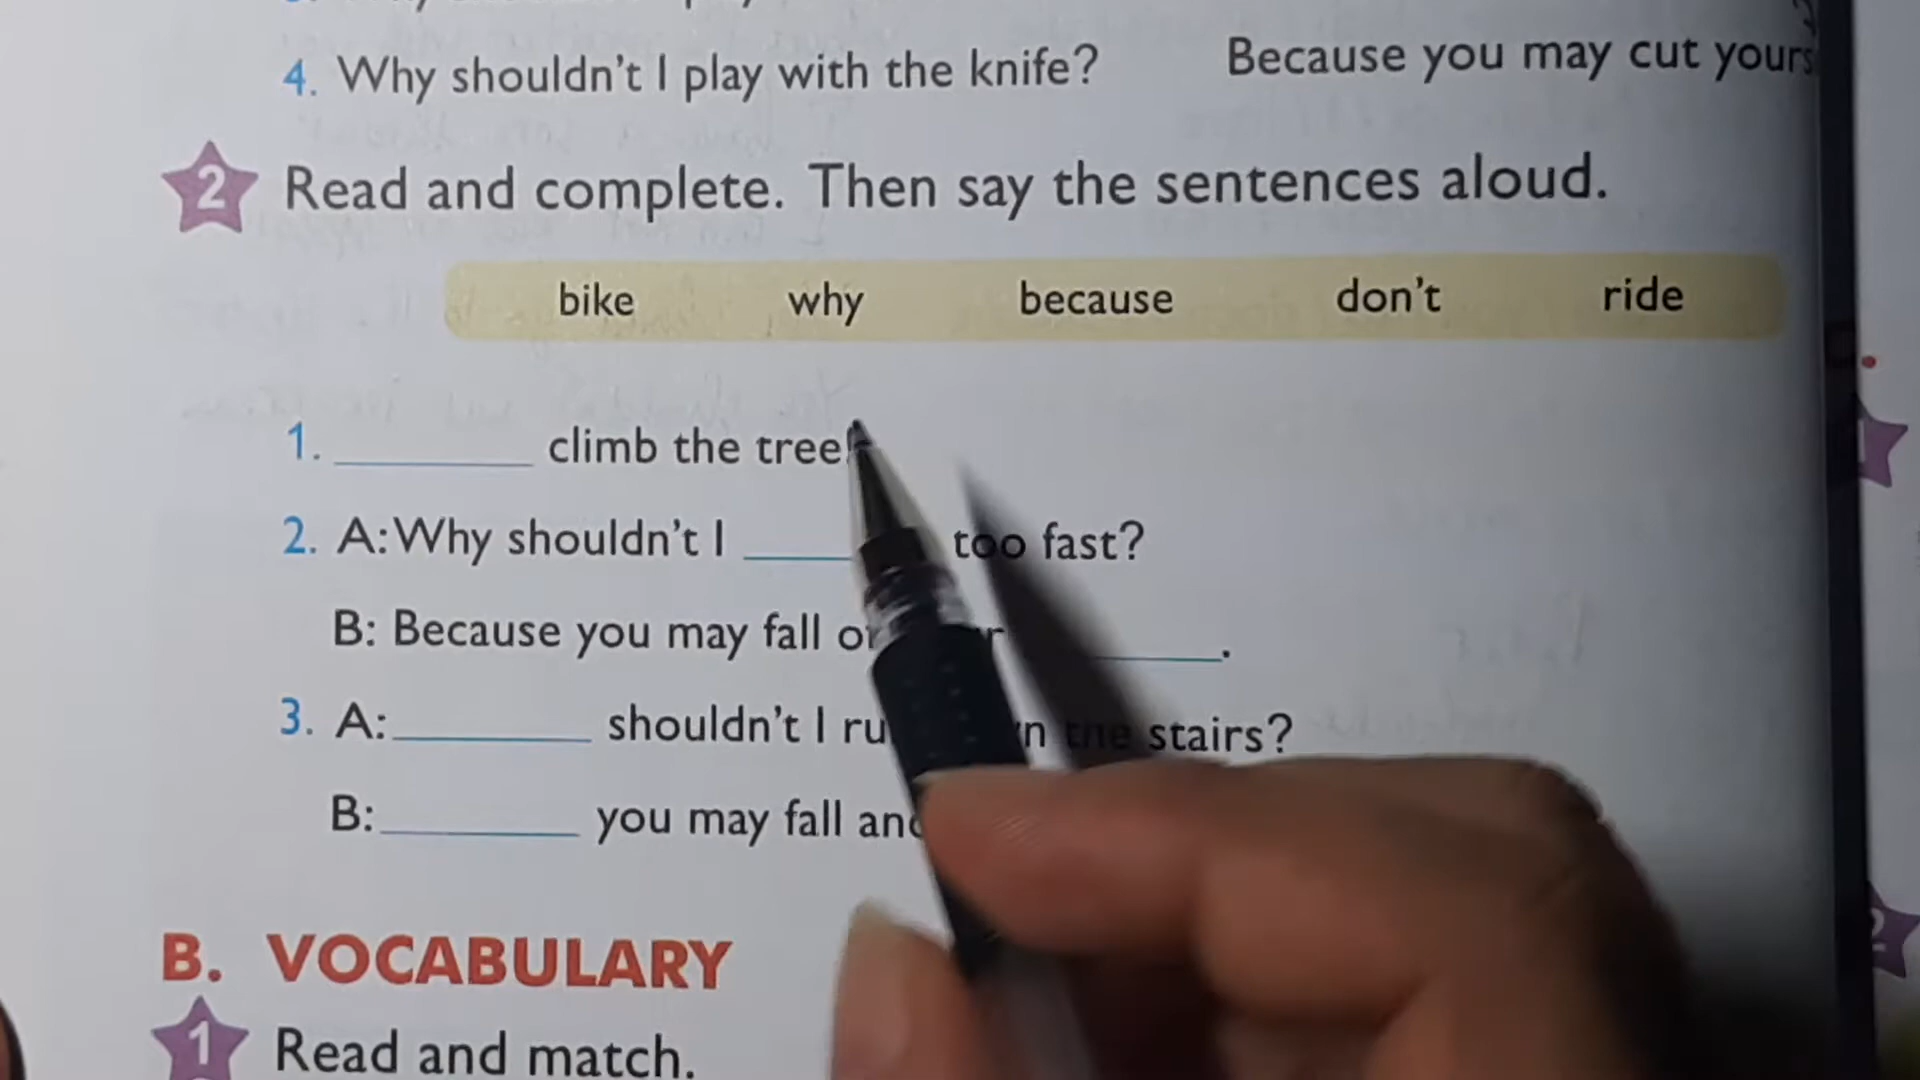 4. Why shouldn't I play with the knife? Because you may cut yours
2 Read and complete. Then say the sentences aloud.
bike why because don't ride
1. ________ climb the tree
2. A: Why shouldn't I ________ too fast?
B: Because you may fall ________.
3. A: ________ shouldn't I the stairs?
B: ________ you may fall and
B. VOCABULARY
1 Read and match.